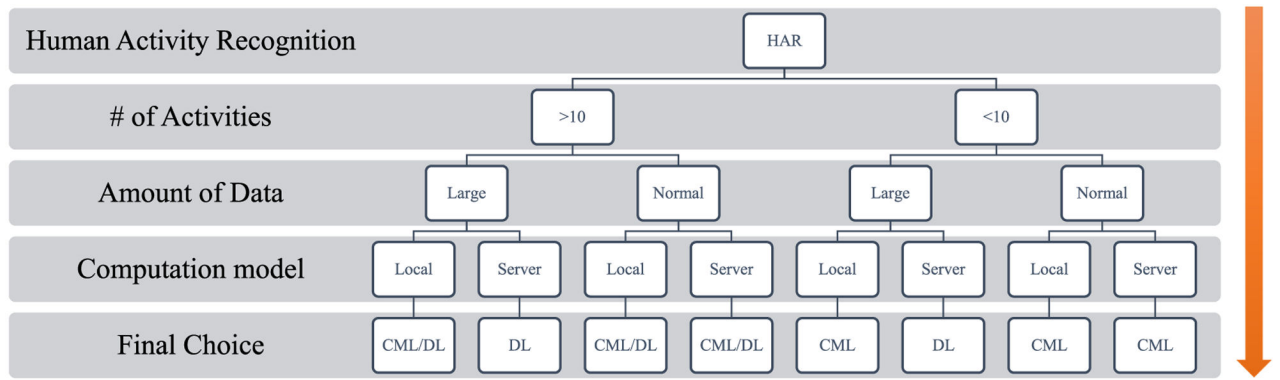 Human Activity Recognition
HAR
# of Activities
>10
<10
Amount of Data
Large
Normal
Large
Normal
Computation model
Local
Server
Local
Server
Local
Server
Local
Server
Final Choice
CML/DL
DL
CML/DL
CML/DL
CML
DL
CML
CML